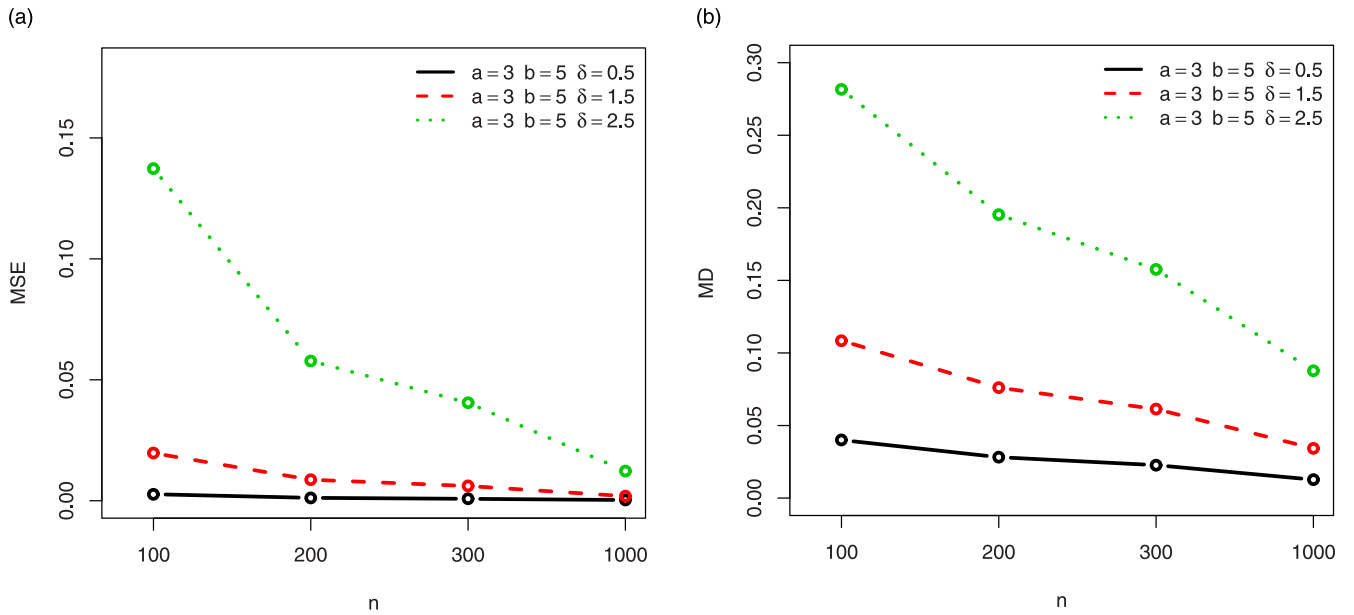 (a)
MSE
0.00
0.05
0.10
0.15
a = 3 b = 5 δ = 0.5
a = 3 b = 5 δ = 1.5
a = 3 b = 5 δ = 2.5
100 200 300 1000
n
(b)
MD
0.00
0.05
0.10
0.15
0.20
0.25
0.30
a = 3 b = 5 δ = 0.5
a = 3 b = 5 δ = 1.5
a = 3 b = 5 δ = 2.5
100 200 300 1000
n